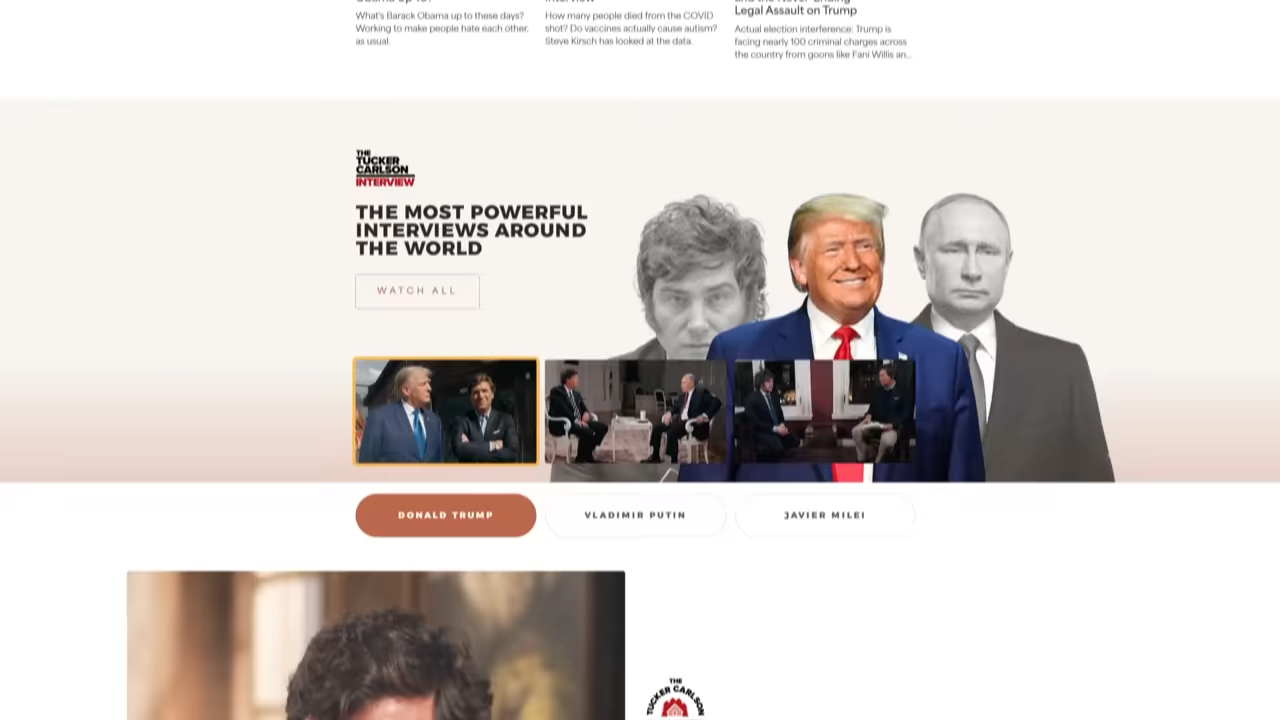 Legal Assault on Trump
What's Barack Obama up to these days?
Working to make people hate each other,
as usual.
How many people died from the COVID
shot? Do vaccines actually cause autism?
Steve Kirsch has looked at the data.
Actual election interference: Trump is
facing nearly 100 criminal charges across
the country from goons like Fani Willis an...
THE
TUCKER
CARLSON
INTERVIEW
THE MOST POWERFUL
INTERVIEWS AROUND
THE WORLD
WATCH ALL
DONALD TRUMP
VLADIMIR PUTIN
JAVIER MILEI
THE
TUCKER CARLSON